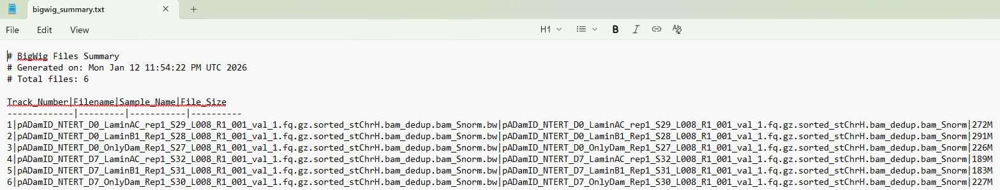 bigwig_summary.txt
File Edit View H1 B I
# BigWig Files Summary
# Generated on: Mon Jan 12 11:54:22 PM UTC 2026
# Total files: 6
Track_Number|Filename|Sample_Name|File_Size
-------------|---------|-----------|----------
1|pADamID_NTERT_D0_LaminAC_rep1_S29_L008_R1_001_val_1.fq.gz.sorted_stChrH.bam_dedup.bam_Snorm.bw|pADamID_NTERT_D0_LaminAC_rep1_S29_L008_R1_001_val_1.fq.gz.sorted_stChrH.bam_dedup.bam_Snorm|272M
2|pADamID_NTERT_D0_LaminB1_Rep1_S28_L008_R1_001_val_1.fq.gz.sorted_stChrH.bam_dedup.bam_Snorm.bw|pADamID_NTERT_D0_LaminB1_Rep1_S28_L008_R1_001_val_1.fq.gz.sorted_stChrH.bam_dedup.bam_Snorm|291M
3|pADamID_NTERT_D0_OnlyDam_Rep1_S27_L008_R1_001_val_1.fq.gz.sorted_stChrH.bam_dedup.bam_Snorm.bw|pADamID_NTERT_D0_OnlyDam_Rep1_S27_L008_R1_001_val_1.fq.gz.sorted_stChrH.bam_dedup.bam_Snorm|226M
4|pADamID_NTERT_D7_LaminAC_Rep1_S32_L008_R1_001_val_1.fq.gz.sorted_stChrH.bam_dedup.bam_Snorm.bw|pADamID_NTERT_D7_LaminAC_Rep1_S32_L008_R1_001_val_1.fq.gz.sorted_stChrH.bam_dedup.bam_Snorm|189M
5|pADamID_NTERT_D7_LaminB1_Rep1_S31_L008_R1_001_val_1.fq.gz.sorted_stChrH.bam_dedup.bam_Snorm.bw|pADamID_NTERT_D7_LaminB1_Rep1_S31_L008_R1_001_val_1.fq.gz.sorted_stChrH.bam_dedup.bam_Snorm|183M
6|pADamID_NTERT_D7_OnlyDam_Rep1_S30_L008_R1_001_val_1.fq.gz.sorted_stChrH.bam_dedup.bam_Snorm.bw|pADamID_NTERT_D7_OnlyDam_Rep1_S30_L008_R1_001_val_1.fq.gz.sorted_stChrH.bam_dedup.bam_Snorm|227M